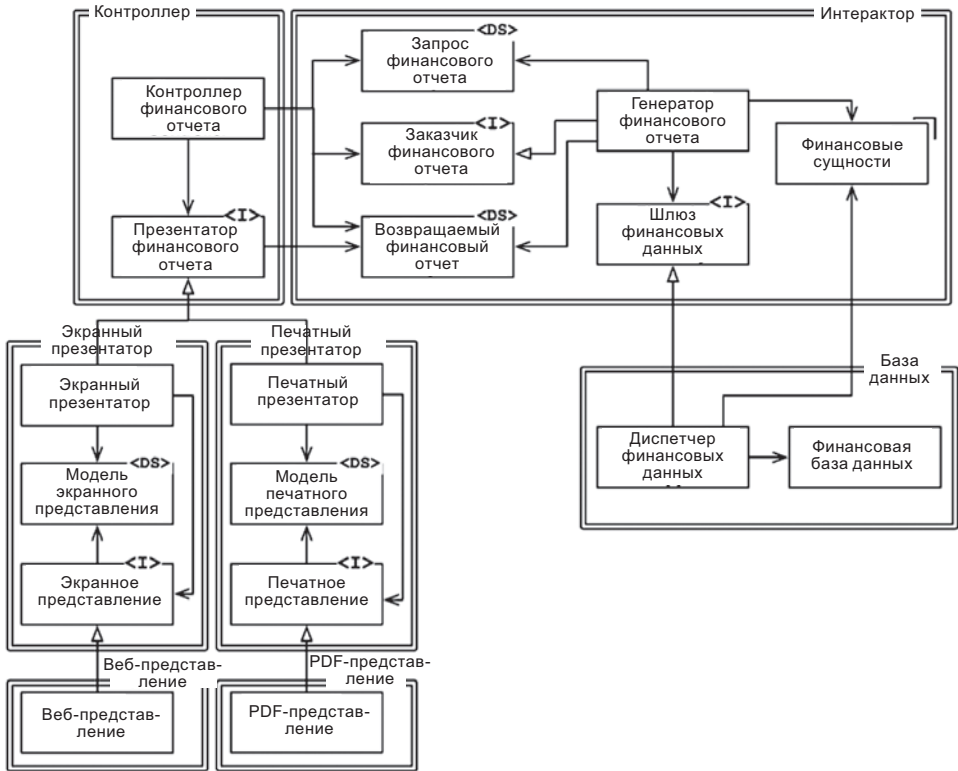 Контроллер
Интерактор
<DS>
Запрос
финансового
отчета
Контроллер
финансового
отчета
<I>
Заказчик
финансового
отчета
Генератор
финансового
отчета
Финансовые
сущности
<I>
Презентатор
финансового
отчета
<DS>
Возвращаемый
финансовый
отчет
<I>
Шлюз
финансовых
данных
Экранный
презентатор
Печатный
презентатор
База
данных
Экранный
презентатор
Печатный
презентатор
Диспетчер
финансовых
данных
Финансовая
база данных
<DS>
Модель
экранного
представления
<DS>
Модель
печатного
представления
<I>
Экранное
представление
<I>
Печатное
представление
Веб-представ-
ление
PDF-представ-
ление
Веб-представ-
ление
PDF-представ-
ление